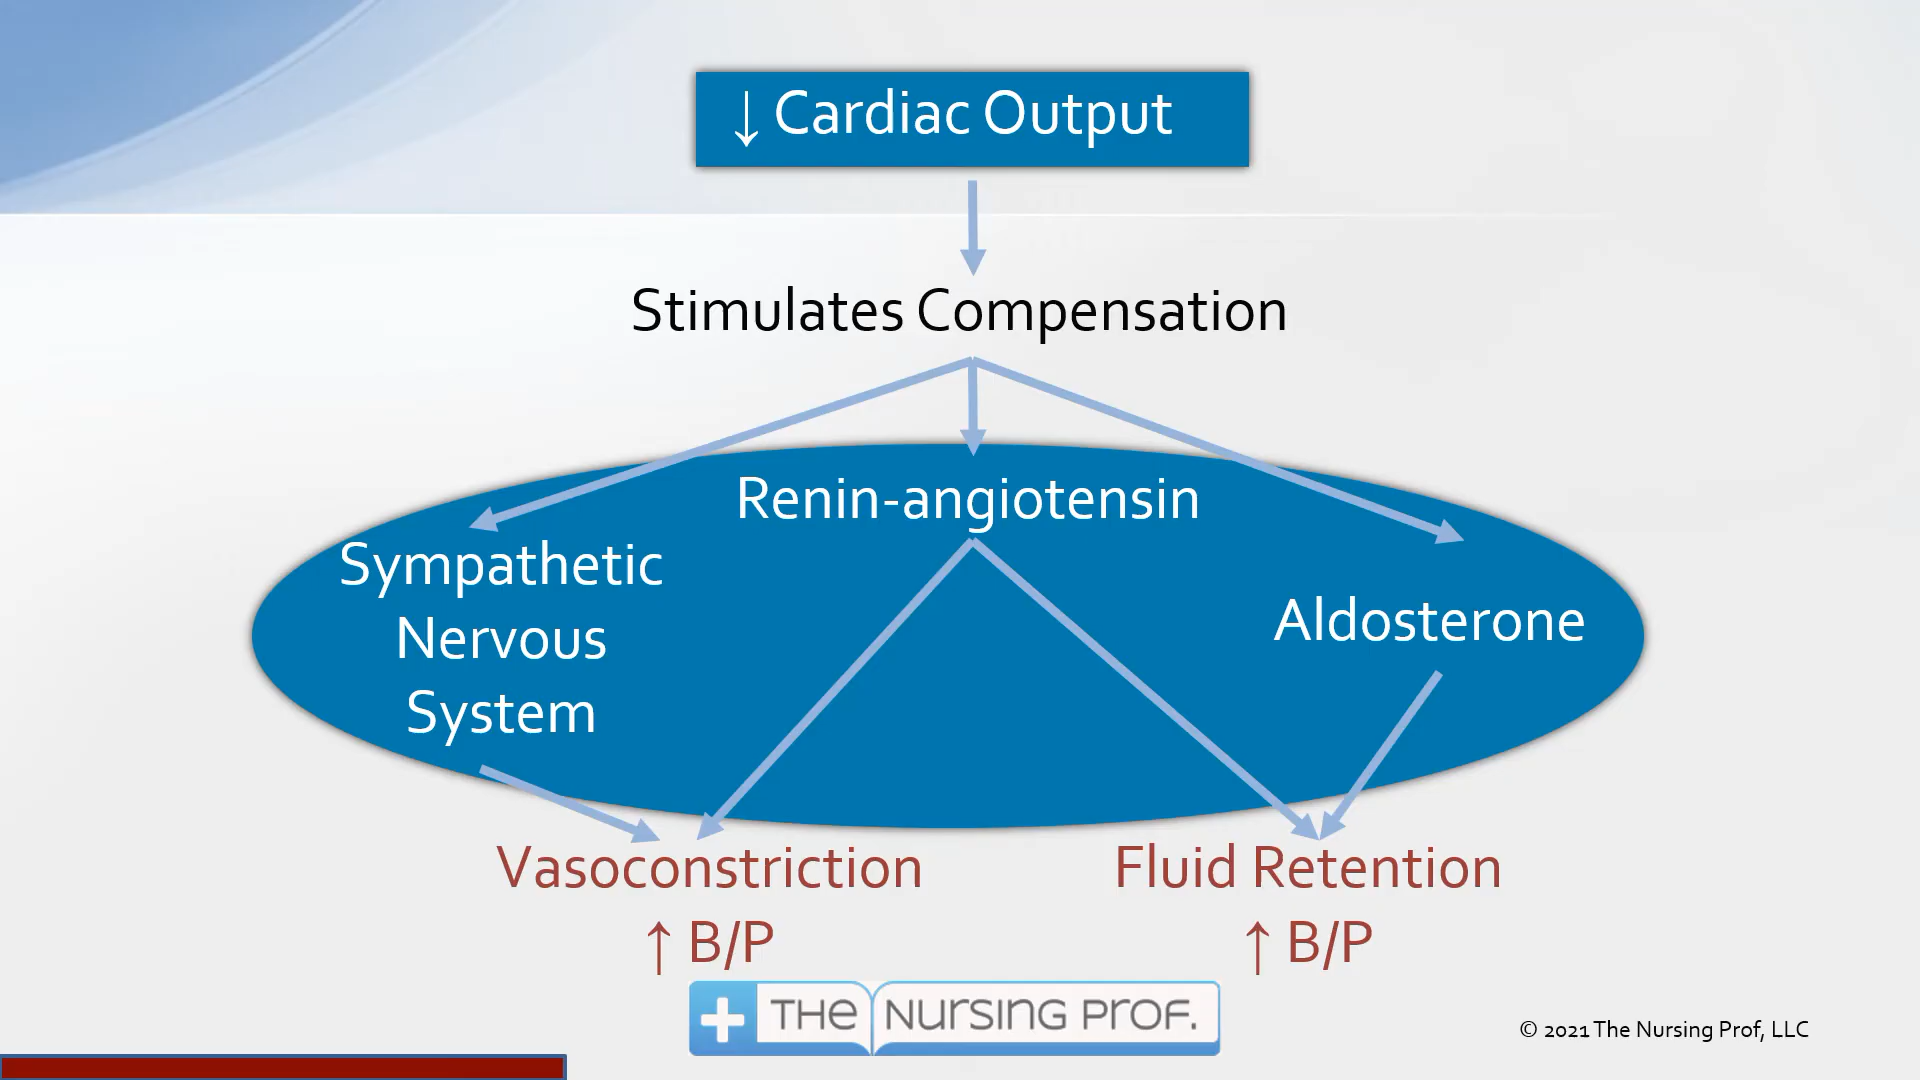 ↓ Cardiac Output
Stimulates Compensation
Renin-angiotensin
Sympathetic
Nervous
System
Aldosterone
Vasoconstriction
↑ B/P
Fluid Retention
↑ B/P
THE NURSING PROF.
© 2021 The Nursing Prof, LLC